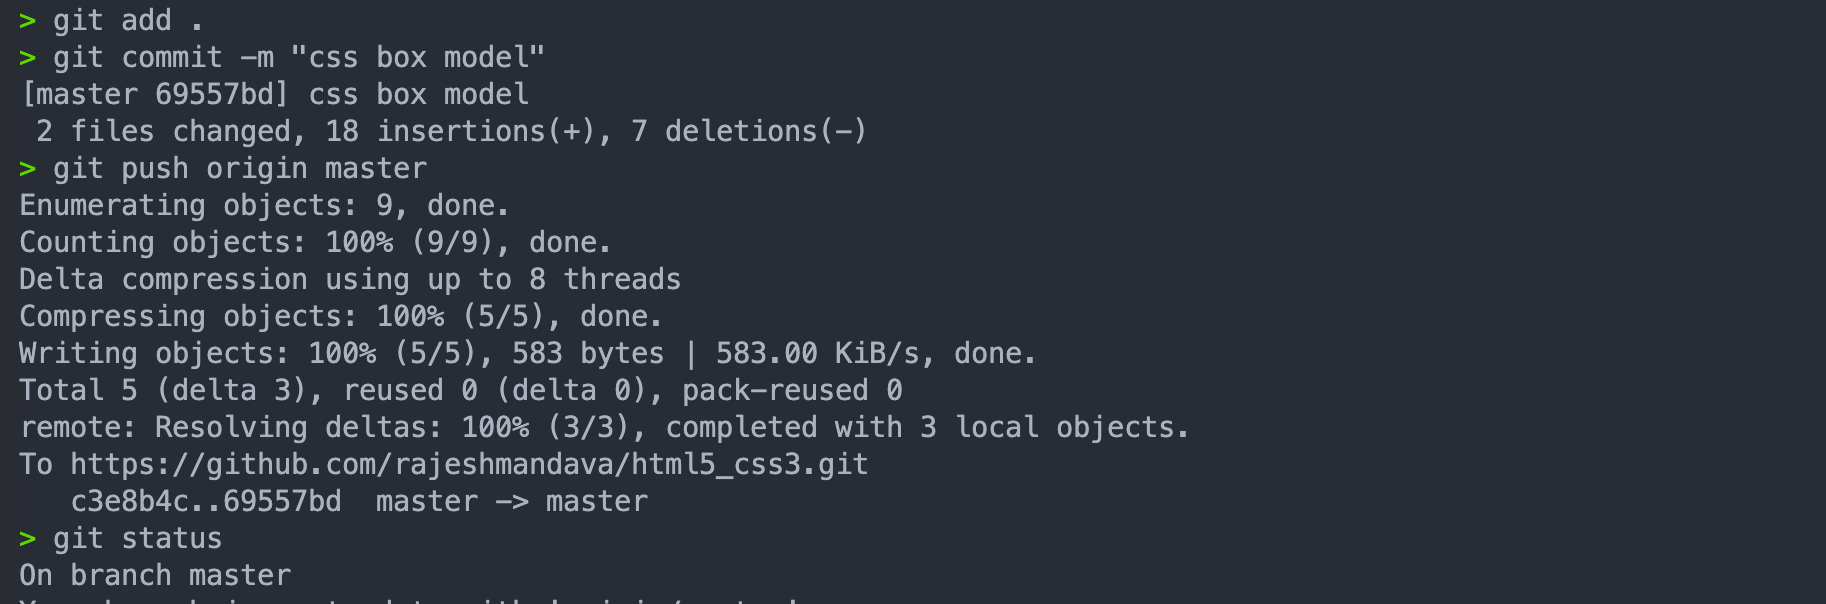 > git add .
> git commit -m "css box model"
[master 69557bd] css box model
 2 files changed, 18 insertions(+), 7 deletions(-)
> git push origin master
Enumerating objects: 9, done.
Counting objects: 100% (9/9), done.
Delta compression using up to 8 threads
Compressing objects: 100% (5/5), done.
Writing objects: 100% (5/5), 583 bytes | 583.00 KiB/s, done.
Total 5 (delta 3), reused 0 (delta 0), pack-reused 0
remote: Resolving deltas: 100% (3/3), completed with 3 local objects.
To https://github.com/rajeshmandava/html5_css3.git
   c3e8b4c..69557bd  master -> master
> git status
On branch master